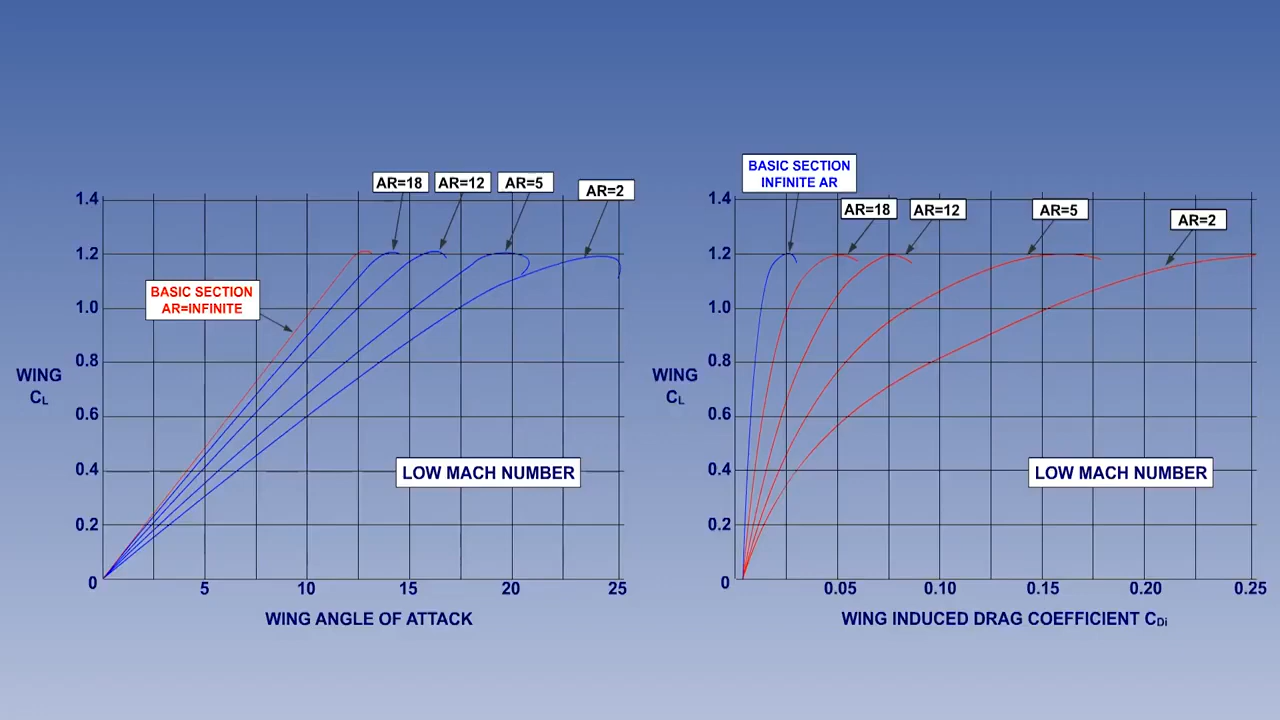 AR=18
AR=12
AR=5
AR=2
1.4
1.2
BASIC SECTION
AR=INFINITE
1.0
0.8
WING
CL
0.6
0.4
LOW MACH NUMBER
0.2
0
5
10
15
20
25
WING ANGLE OF ATTACK
BASIC SECTION
INFINITE AR
AR=18
AR=12
AR=5
AR=2
1.4
1.2
1.0
0.8
WING
CL
0.6
0.4
LOW MACH NUMBER
0.2
0
0.05
0.10
0.15
0.20
0.25
WING INDUCED DRAG COEFFICIENT CDi